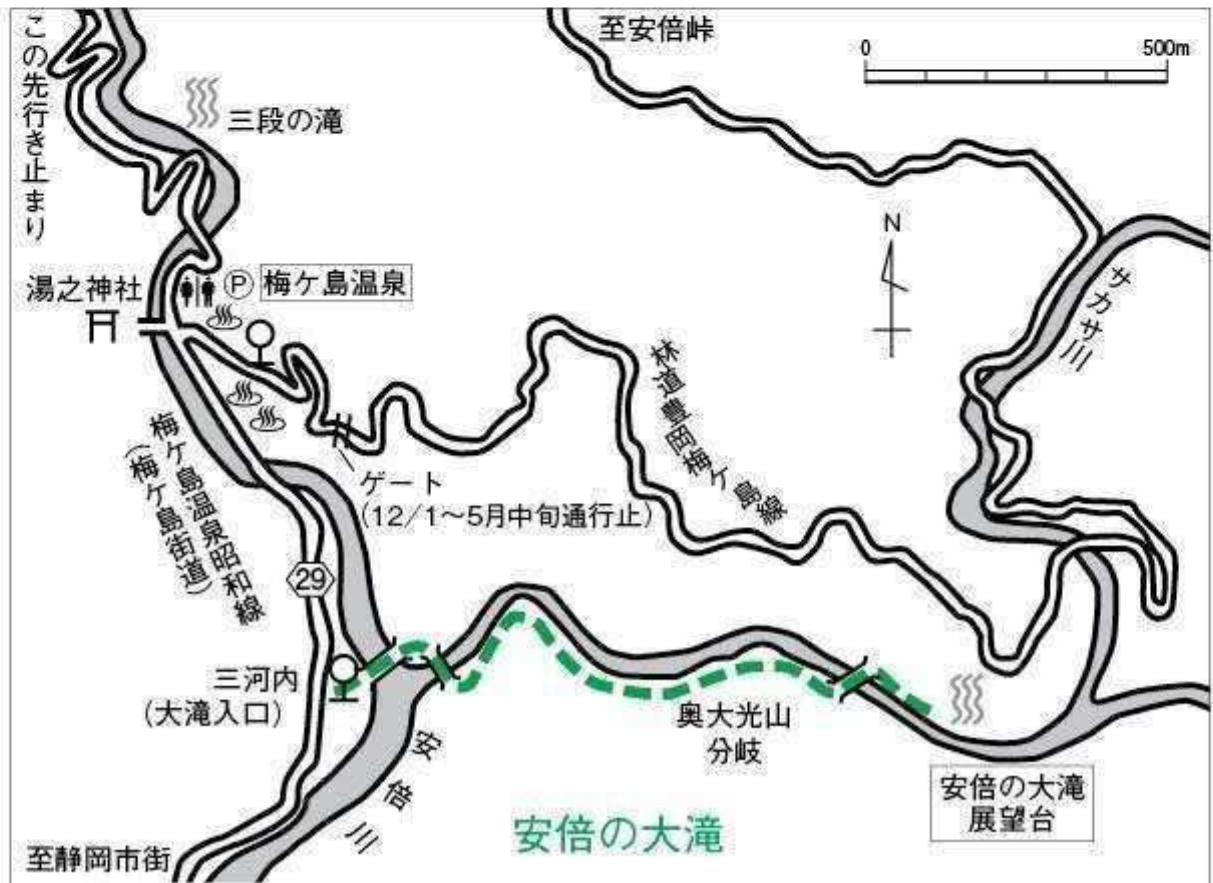 この先行き止まり
至安倍峠
0 500m
三段の滝
N
湯之神社
P
梅ケ島温泉
サカサ川
林道豊岡梅ケ島線
梅ケ島温泉昭和線
(梅ケ島街道)
ゲート
(12/1〜5月中旬通行止)
29
三河内
(大滝入口)
安倍川
奥大光山
分岐
安倍の大滝
展望台
安倍の大滝
至静岡市街